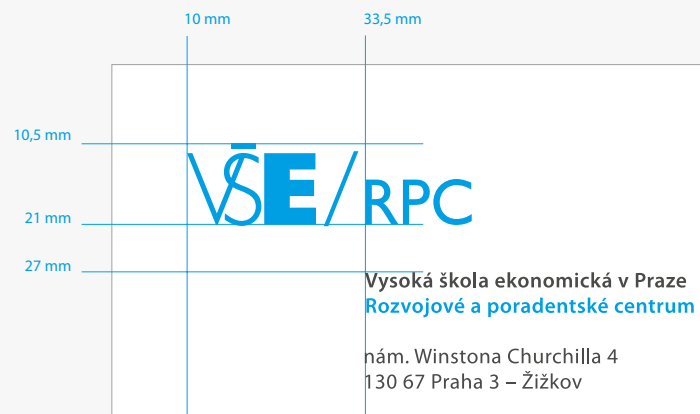 10 mm
33,5 mm
10,5 mm
VŠE/RPC
21 mm
27 mm
Vysoká škola ekonomická v Praze
Rozvojové a poradentské centrum
nám. Winstona Churchilla 4
130 67 Praha 3 – Žižkov